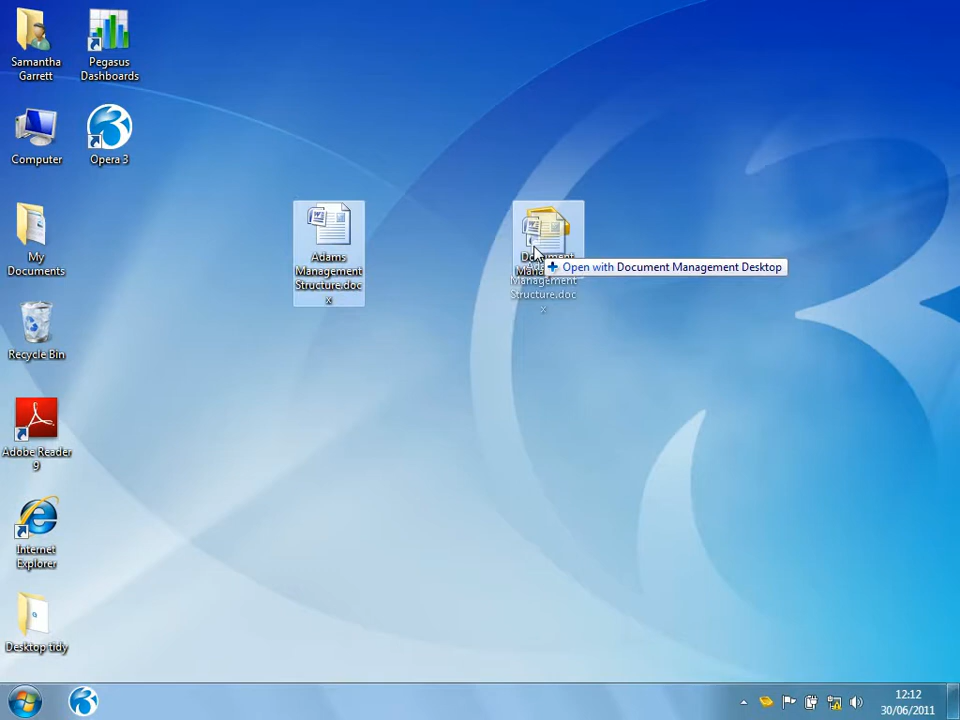 Samantha
Garrett
Pegasus
Dashboards
Computer
Opera 3
My
Documents
Adams
Management
Structure.doc
x
Open with Document Management Desktop
Management
Structure.doc
x
Recycle Bin
Adobe Reader
9
Internet
Explorer
Desktop tidy
12:12
30/06/2011